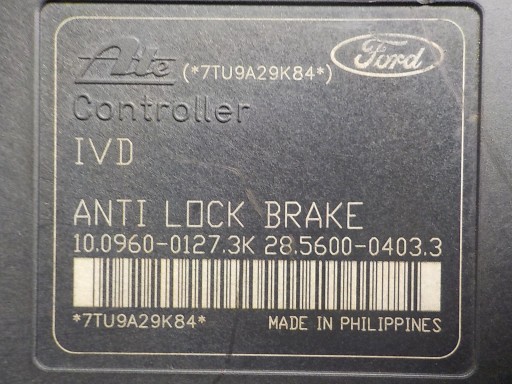 Ate (*7TU9A29K84*) Ford
Controller
IVD
ANTI LOCK BRAKE
10.0960-0127.3K 28.5600-0403.3
*7TU9A29K84* MADE IN PHILIPPINES